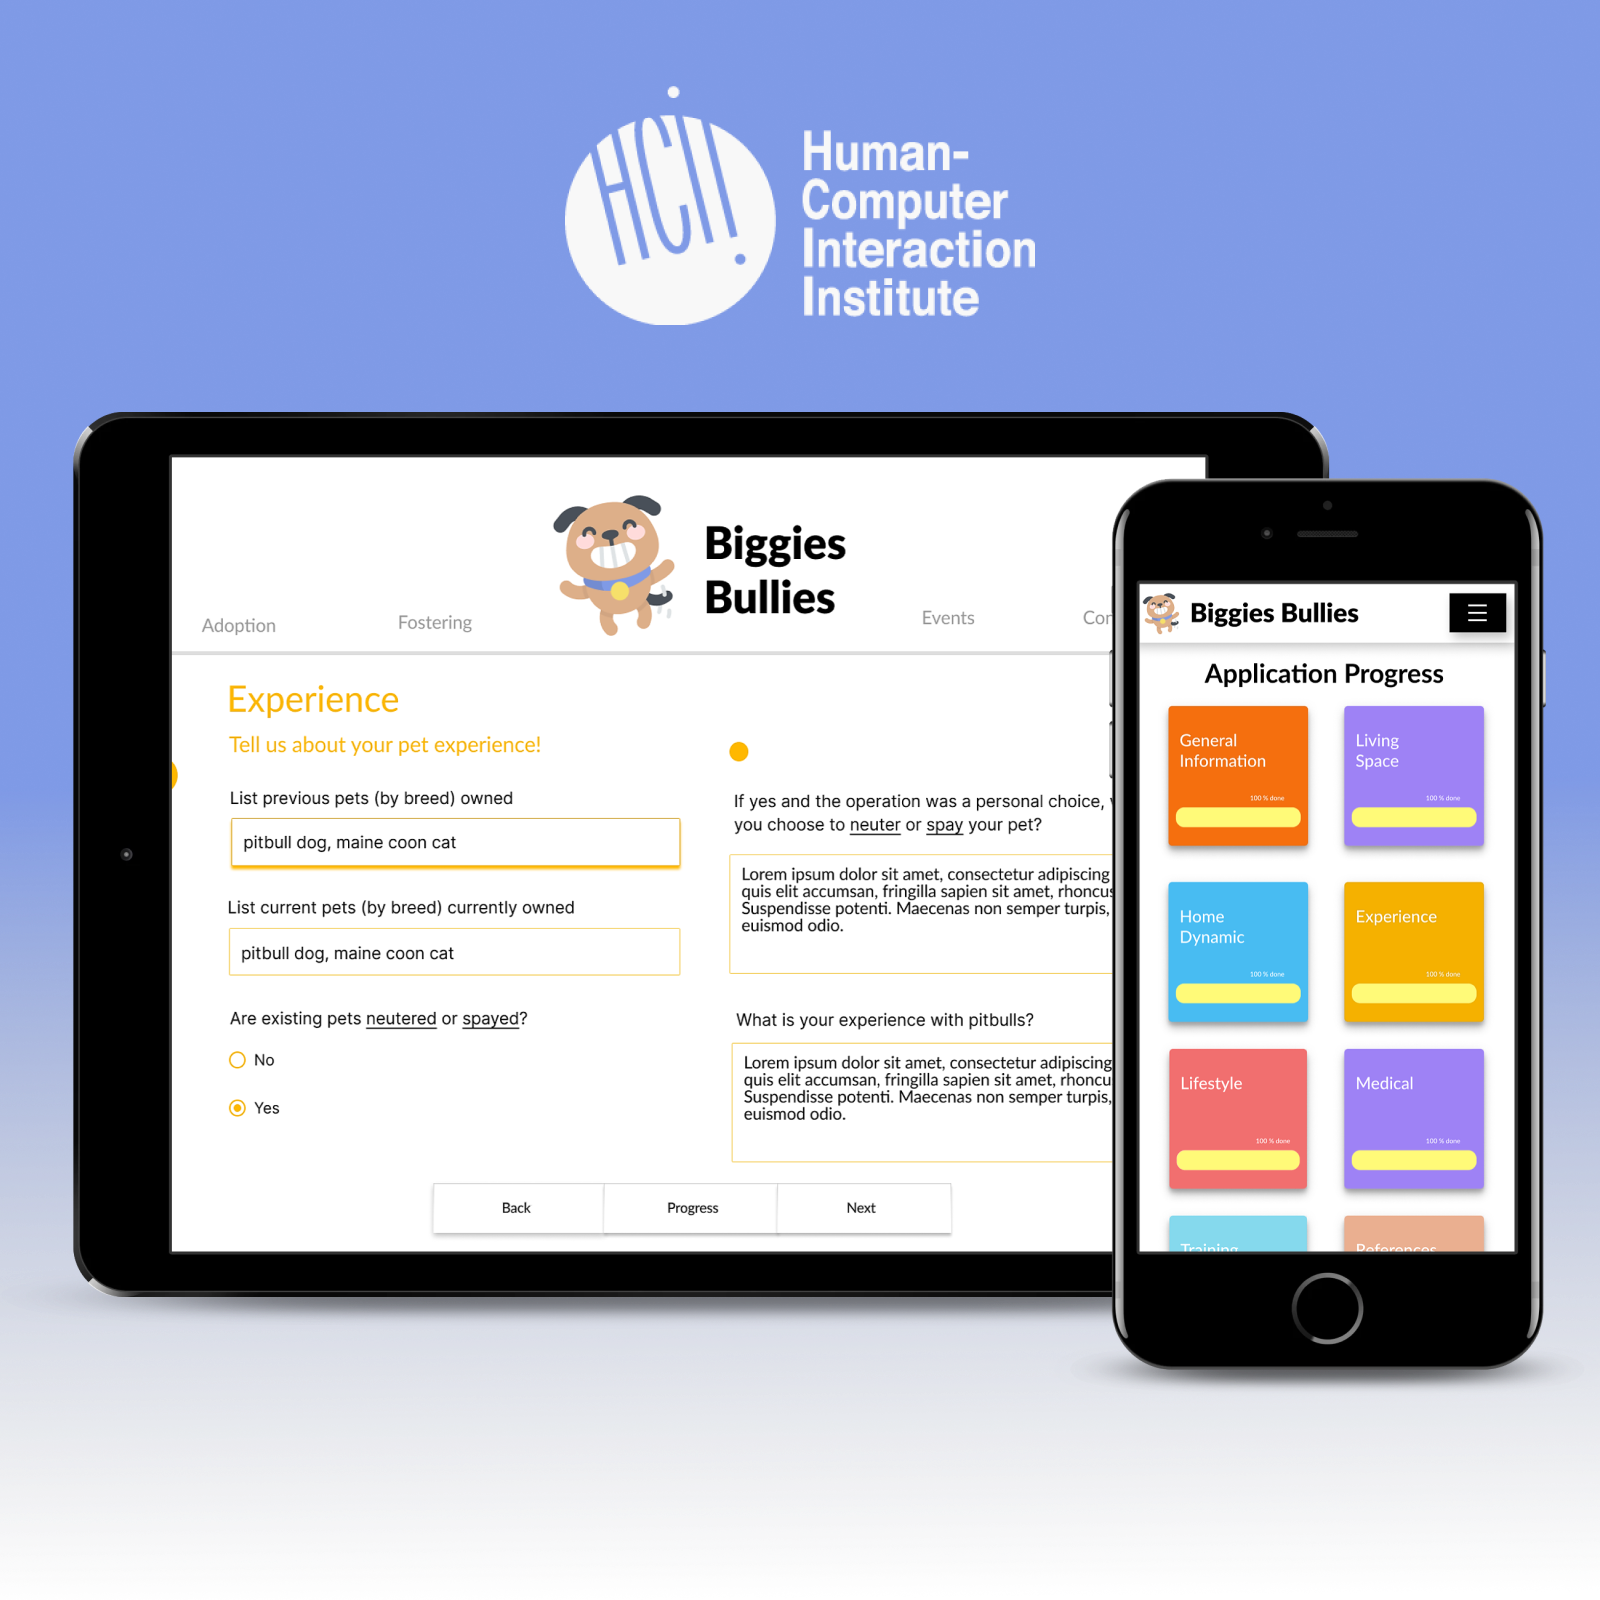 HCII
Human-
Computer
Interaction
Institute
Biggies
Bullies
Adoption
Fostering
Events
Experience
Tell us about your pet experience!
List previous pets (by breed) owned
pitbull dog, maine coon cat
List current pets (by breed) currently owned
pitbull dog, maine coon cat
Are existing pets neutered or spayed?
No
Yes
If yes and the operation was a personal choice,
you choose to neuter or spay your pet?
Lorem ipsum dolor sit amet, consectetur adipiscing
quis elit accumsan, fringilla sapien sit amet, rhoncus
Suspendisse potenti. Maecenas non semper turpis,
euismod odio.
What is your experience with pitbulls?
Lorem ipsum dolor sit amet, consectetur adipiscing
quis elit accumsan, fringilla sapien sit amet, rhoncu
Suspendisse potenti. Maecenas non semper turpis,
euismod odio.
Back
Progress
Next
Biggies Bullies
Application Progress
General
Information
100 % done
Living
Space
100 % done
Home
Dynamic
100 % done
Experience
100 % done
Lifestyle
100 % done
Medical
100 % done
Training
References